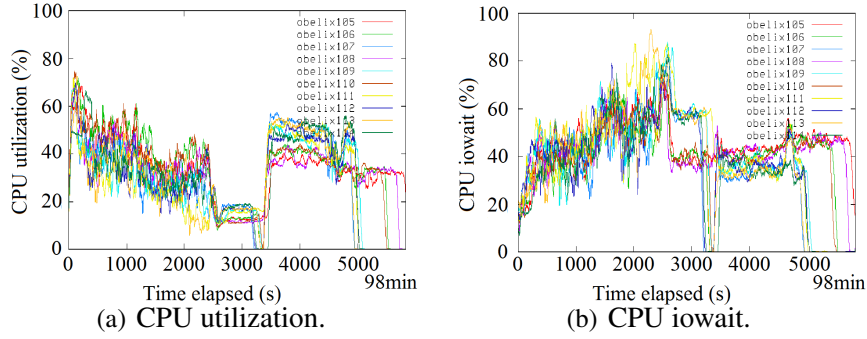 CPU utilization (%)
100
80
60
40
20
0
obelix105
obelix106
obelix107
obelix108
obelix109
obelix110
obelix111
obelix112
0 1000 2000 3000 4000 5000
98min
Time elapsed (s)
(a) CPU utilization.
CPU iowait (%)
100
80
60
40
20
0
obelix105
obelix106
obelix107
obelix108
obelix109
obelix110
obelix111
obelix112
0 1000 2000 3000 4000 5000
98min
Time elapsed (s)
(b) CPU iowait.